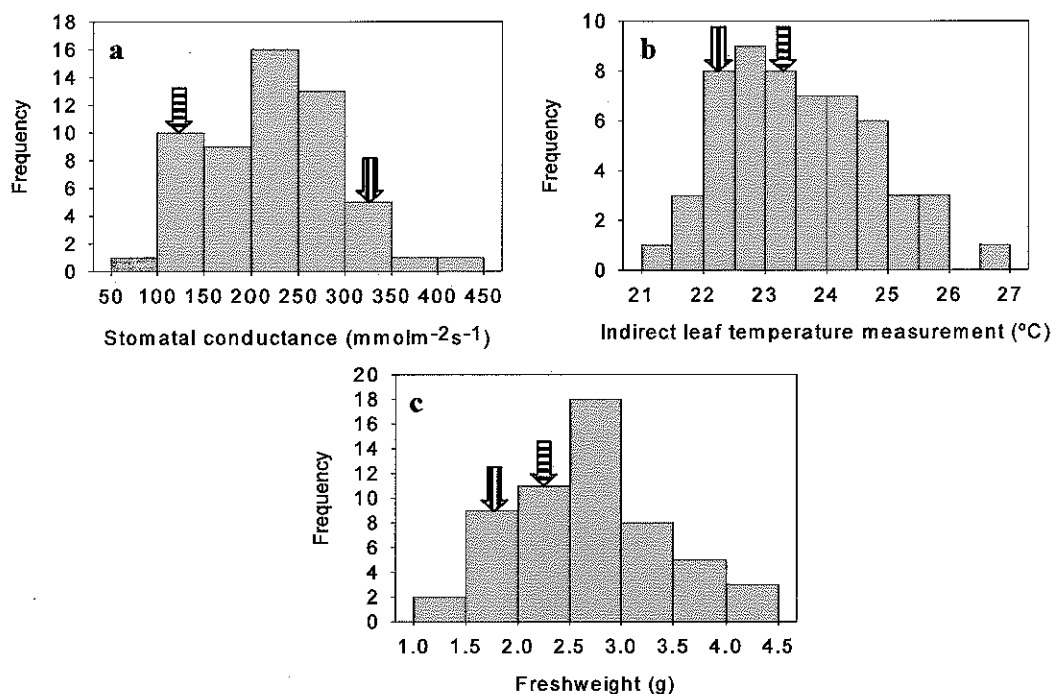 a
18
16
14
12
10
8
6
4
2
0
Frequency
50 100 150 200 250 300 350 400 450
Stomatal conductance (mmolm-2s-1)
b
10
8
6
4
2
0
Frequency
21 22 23 24 25 26 27
Indirect leaf temperature measurement (ºC)
c
20
18
16
14
12
10
8
6
4
2
0
Frequency
1.0 1.5 2.0 2.5 3.0 3.5 4.0 4.5
Freshweight (g)